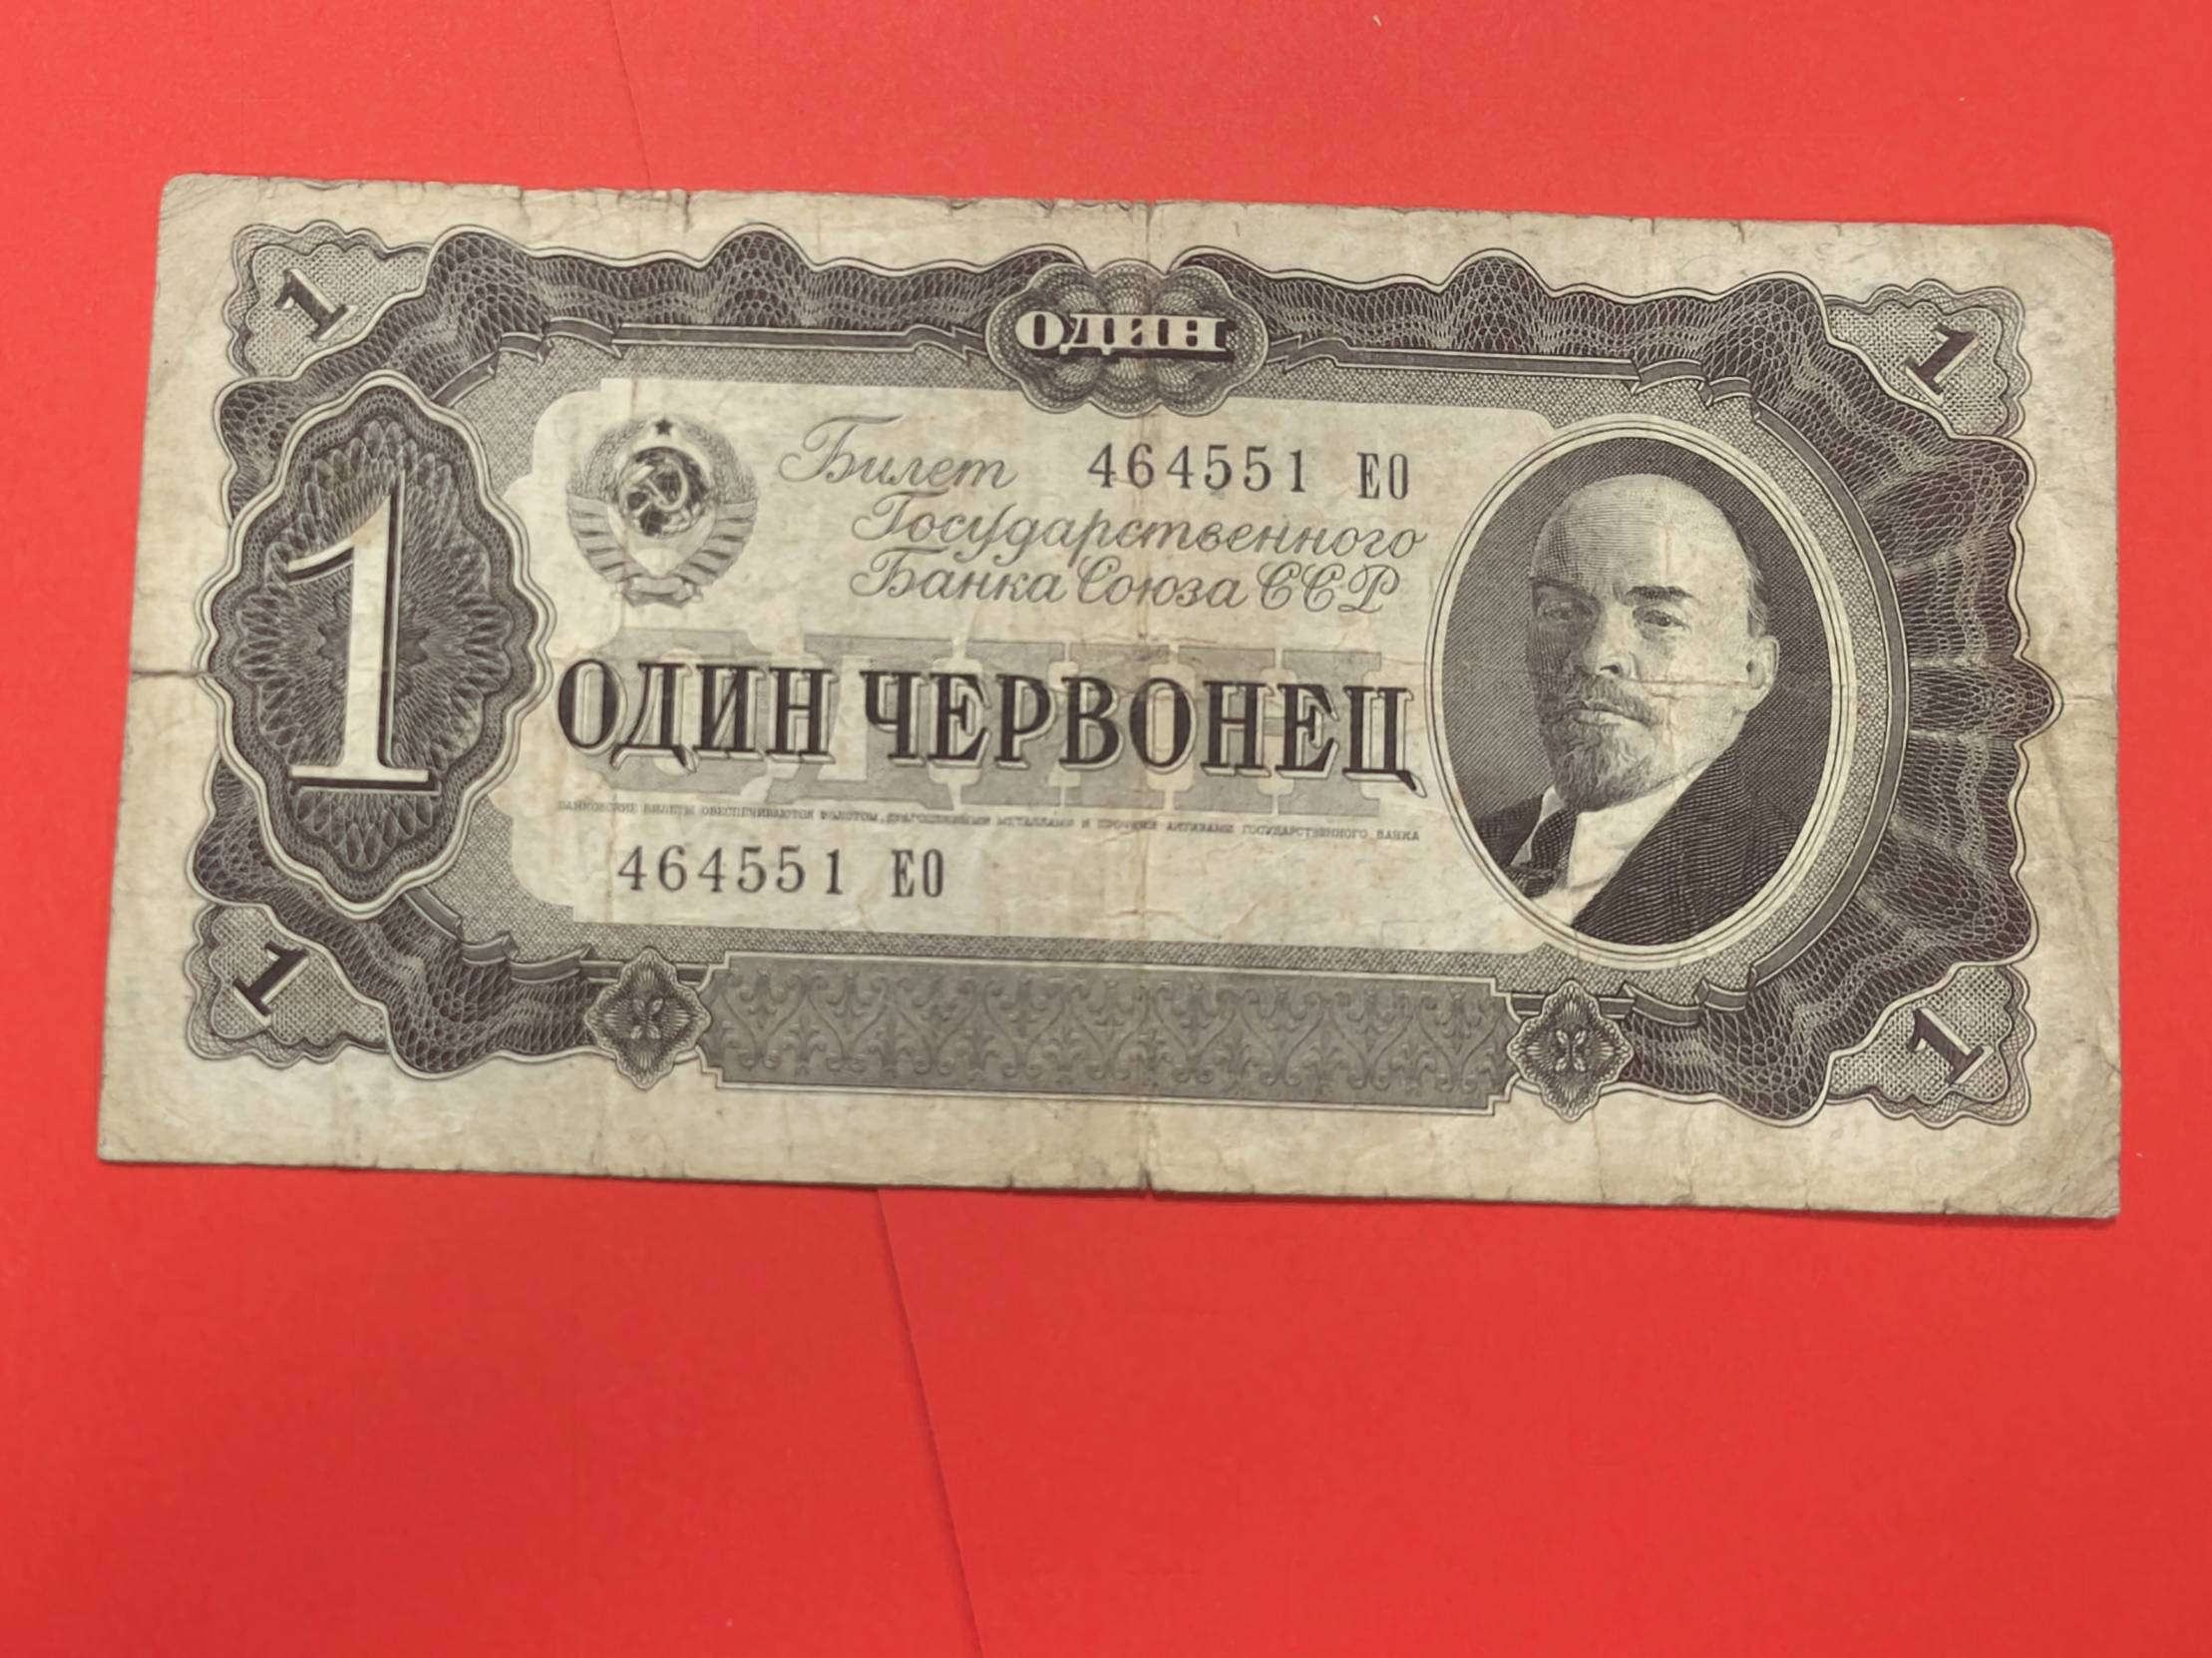 1
ОДИН
1
Билет 464551 ЕО
Государственного
Банка Союза ССР
1
ОДИН
ОДИН ЧЕРВОНЕЦ
БАНКОВСКИЕ БИЛЕТЫ ОБЕСПЕЧИВАЮТСЯ ЗОЛОТОМ, ДРАГОЦЕННЫМИ МЕТАЛЛАМИ И ПРОЧИМИ АКТИВАМИ ГОСУДАРСТВЕННОГО БАНКА
464551 ЕО
1
1